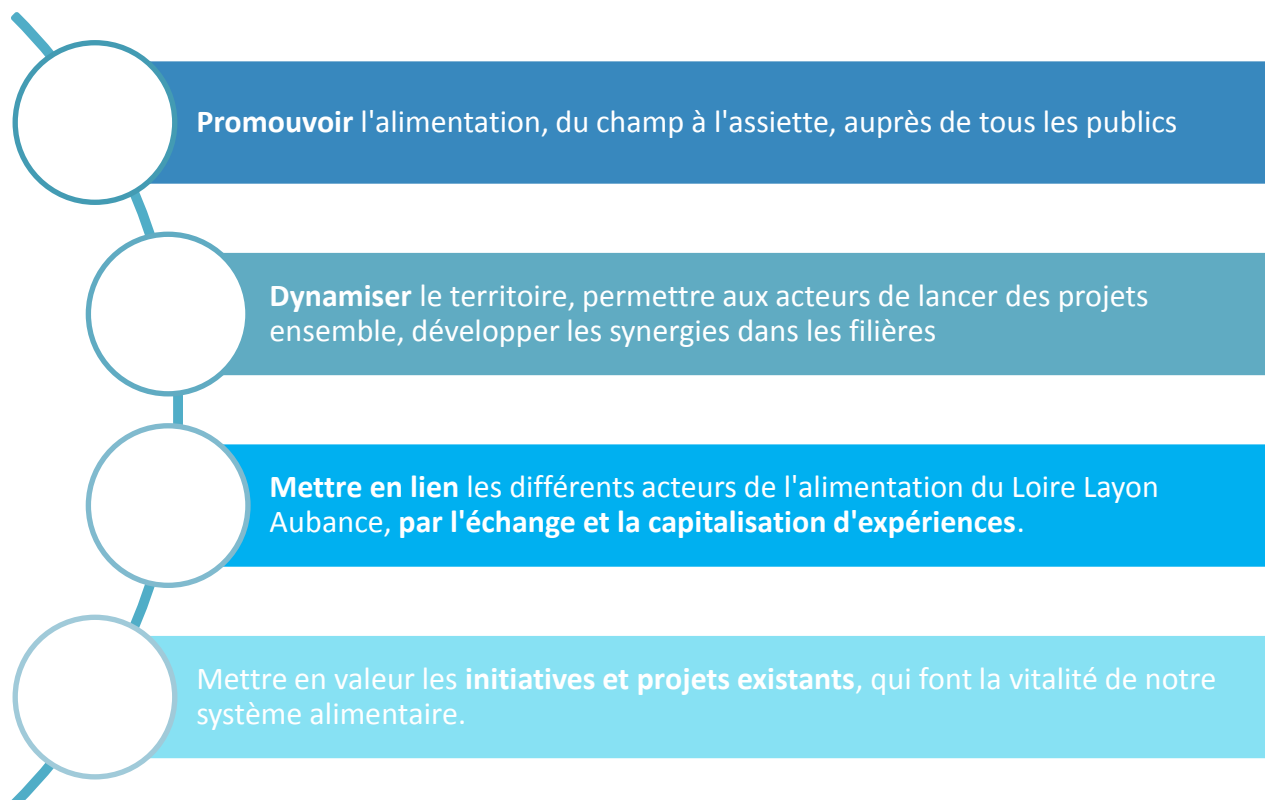 Promouvoir l'alimentation, du champ à l'assiette, auprès de tous les publics
Dynamiser le territoire, permettre aux acteurs de lancer des projets
ensemble, développer les synergies dans les filières
Mettre en lien les différents acteurs de l'alimentation du Loire Layon
Aubance, par l'échange et la capitalisation d'expériences.
Mettre en valeur les initiatives et projets existants, qui font la vitalité de notre
système alimentaire.